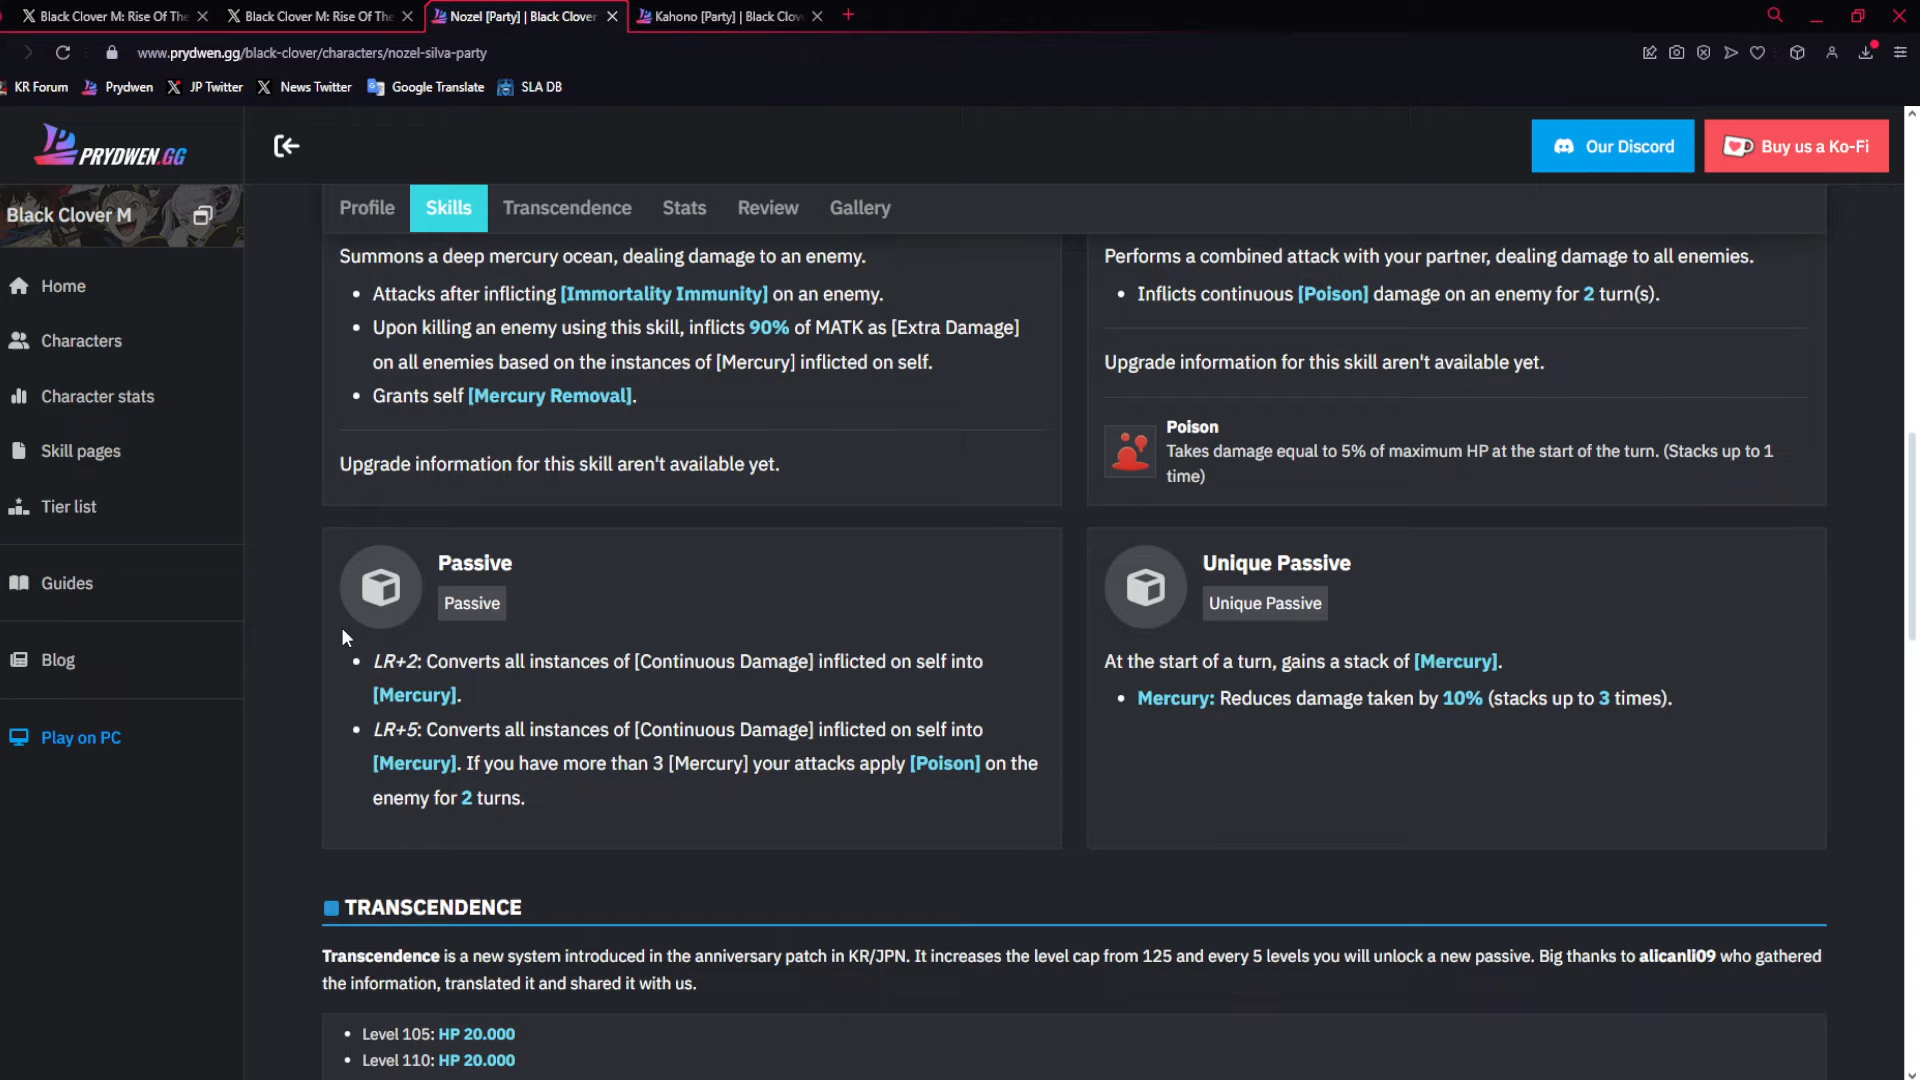 Black Clover M: Rise Of The
Black Clover M: Rise Of The
Nozel [Party] | Black Clover
Kahono [Party] | Black Clov
www.prydwen.gg/black-clover/characters/nozel-silva-party
KR Forum
Prydwen
JP Twitter
News Twitter
Google Translate
SLA DB
PRYDWEN.GG
Our Discord
Buy us a Ko-Fi
Black Clover M
Home
Characters
Character stats
Skill pages
Tier list
Guides
Blog
Play on PC
Profile
Skills
Transcendence
Stats
Review
Gallery
Summons a deep mercury ocean, dealing damage to an enemy.
• Attacks after inflicting [Immortality Immunity] on an enemy.
• Upon killing an enemy using this skill, inflicts 90% of MATK as [Extra Damage]
on all enemies based on the instances of [Mercury] inflicted on self.
• Grants self [Mercury Removal].
Upgrade information for this skill aren't available yet.
Performs a combined attack with your partner, dealing damage to all enemies.
• Inflicts continuous [Poison] damage on an enemy for 2 turn(s).
Upgrade information for this skill aren't available yet.
Poison
Takes damage equal to 5% of maximum HP at the start of the turn. (Stacks up to 1
time)
Passive
Passive
• LR+2: Converts all instances of [Continuous Damage] inflicted on self into
[Mercury].
• LR+5: Converts all instances of [Continuous Damage] inflicted on self into
[Mercury]. If you have more than 3 [Mercury] your attacks apply [Poison] on the
enemy for 2 turns.
Unique Passive
Unique Passive
At the start of a turn, gains a stack of [Mercury].
• Mercury: Reduces damage taken by 10% (stacks up to 3 times).
TRANSCENDENCE
Transcendence is a new system introduced in the anniversary patch in KR/JPN. It increases the level cap from 125 and every 5 levels you will unlock a new passive. Big thanks to alicanli09 who gathered
the information, translated it and shared it with us.
• Level 105: HP 20.000
• Level 110: HP 20.000